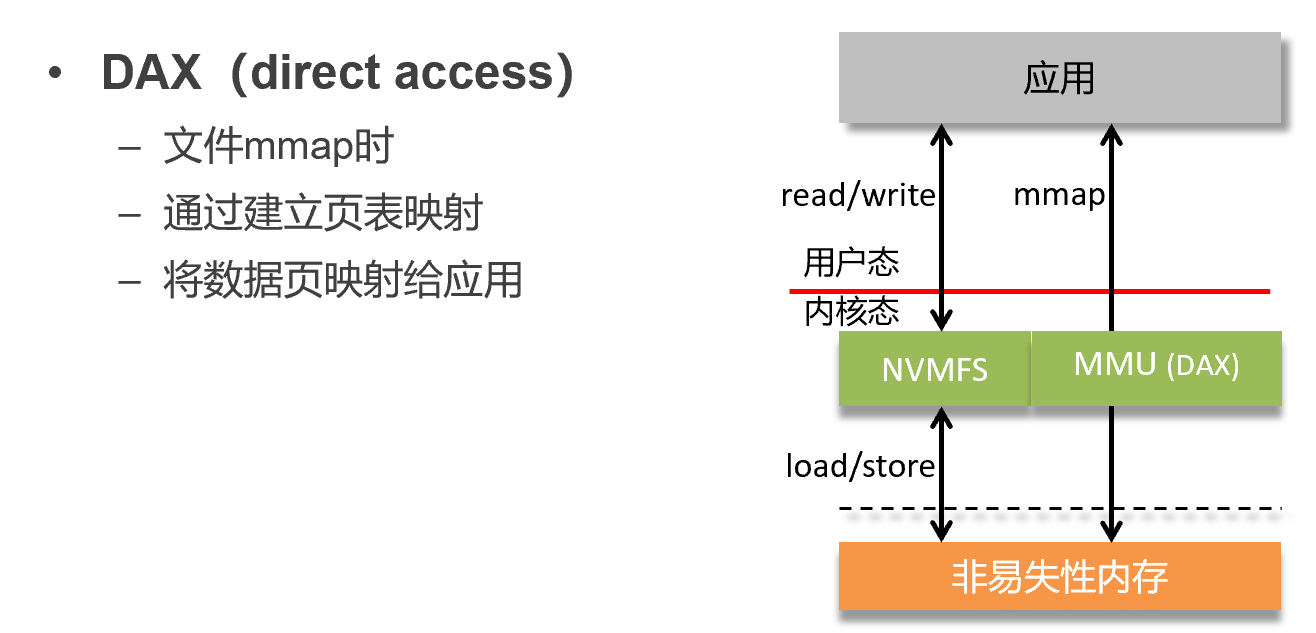 • DAX（direct access）
– 文件mmap时
– 通过建立页表映射
– 将数据页映射给应用
应用
read/write
mmap
用户态
内核态
NVMFS
MMU (DAX)
load/store
非易失性内存